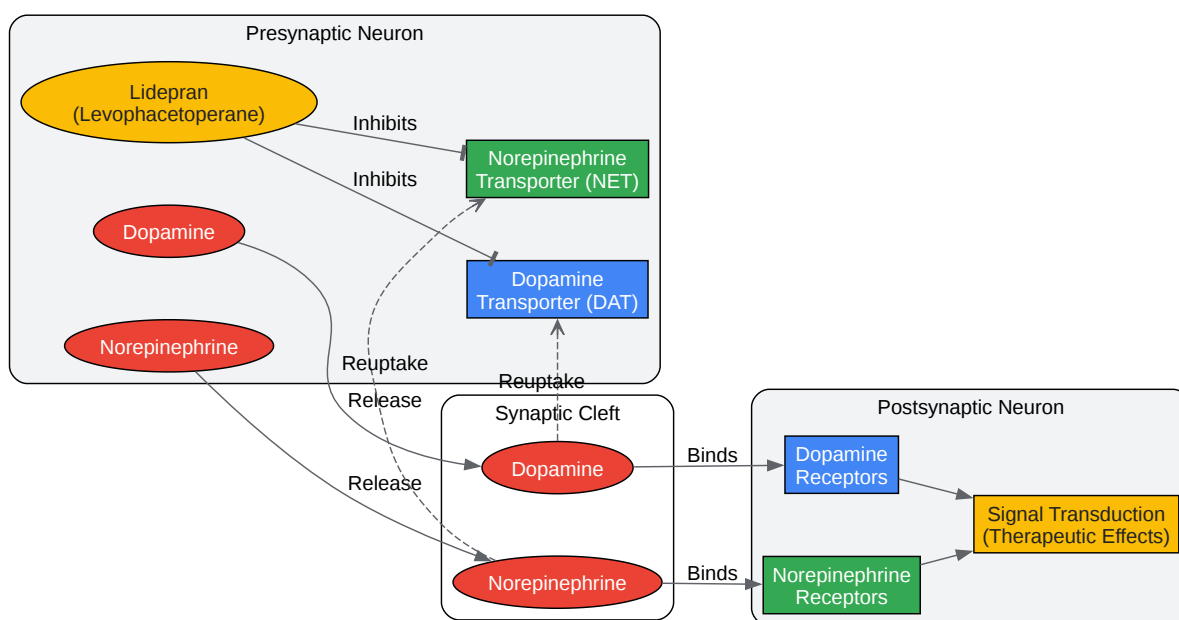 Presynaptic Neuron
Lidepran
(Levophacetoperane)
Inhibits
Norepinephrine
Transporter (NET)
Inhibits
Dopamine
Dopamine
Transporter (DAT)
Norepinephrine
Reuptake
Reuptake
Release
Synaptic Cleft
Postsynaptic Neuron
Dopamine
Binds
Dopamine
Receptors
Release
Signal Transduction
(Therapeutic Effects)
Norepinephrine
Binds
Norepinephrine
Receptors